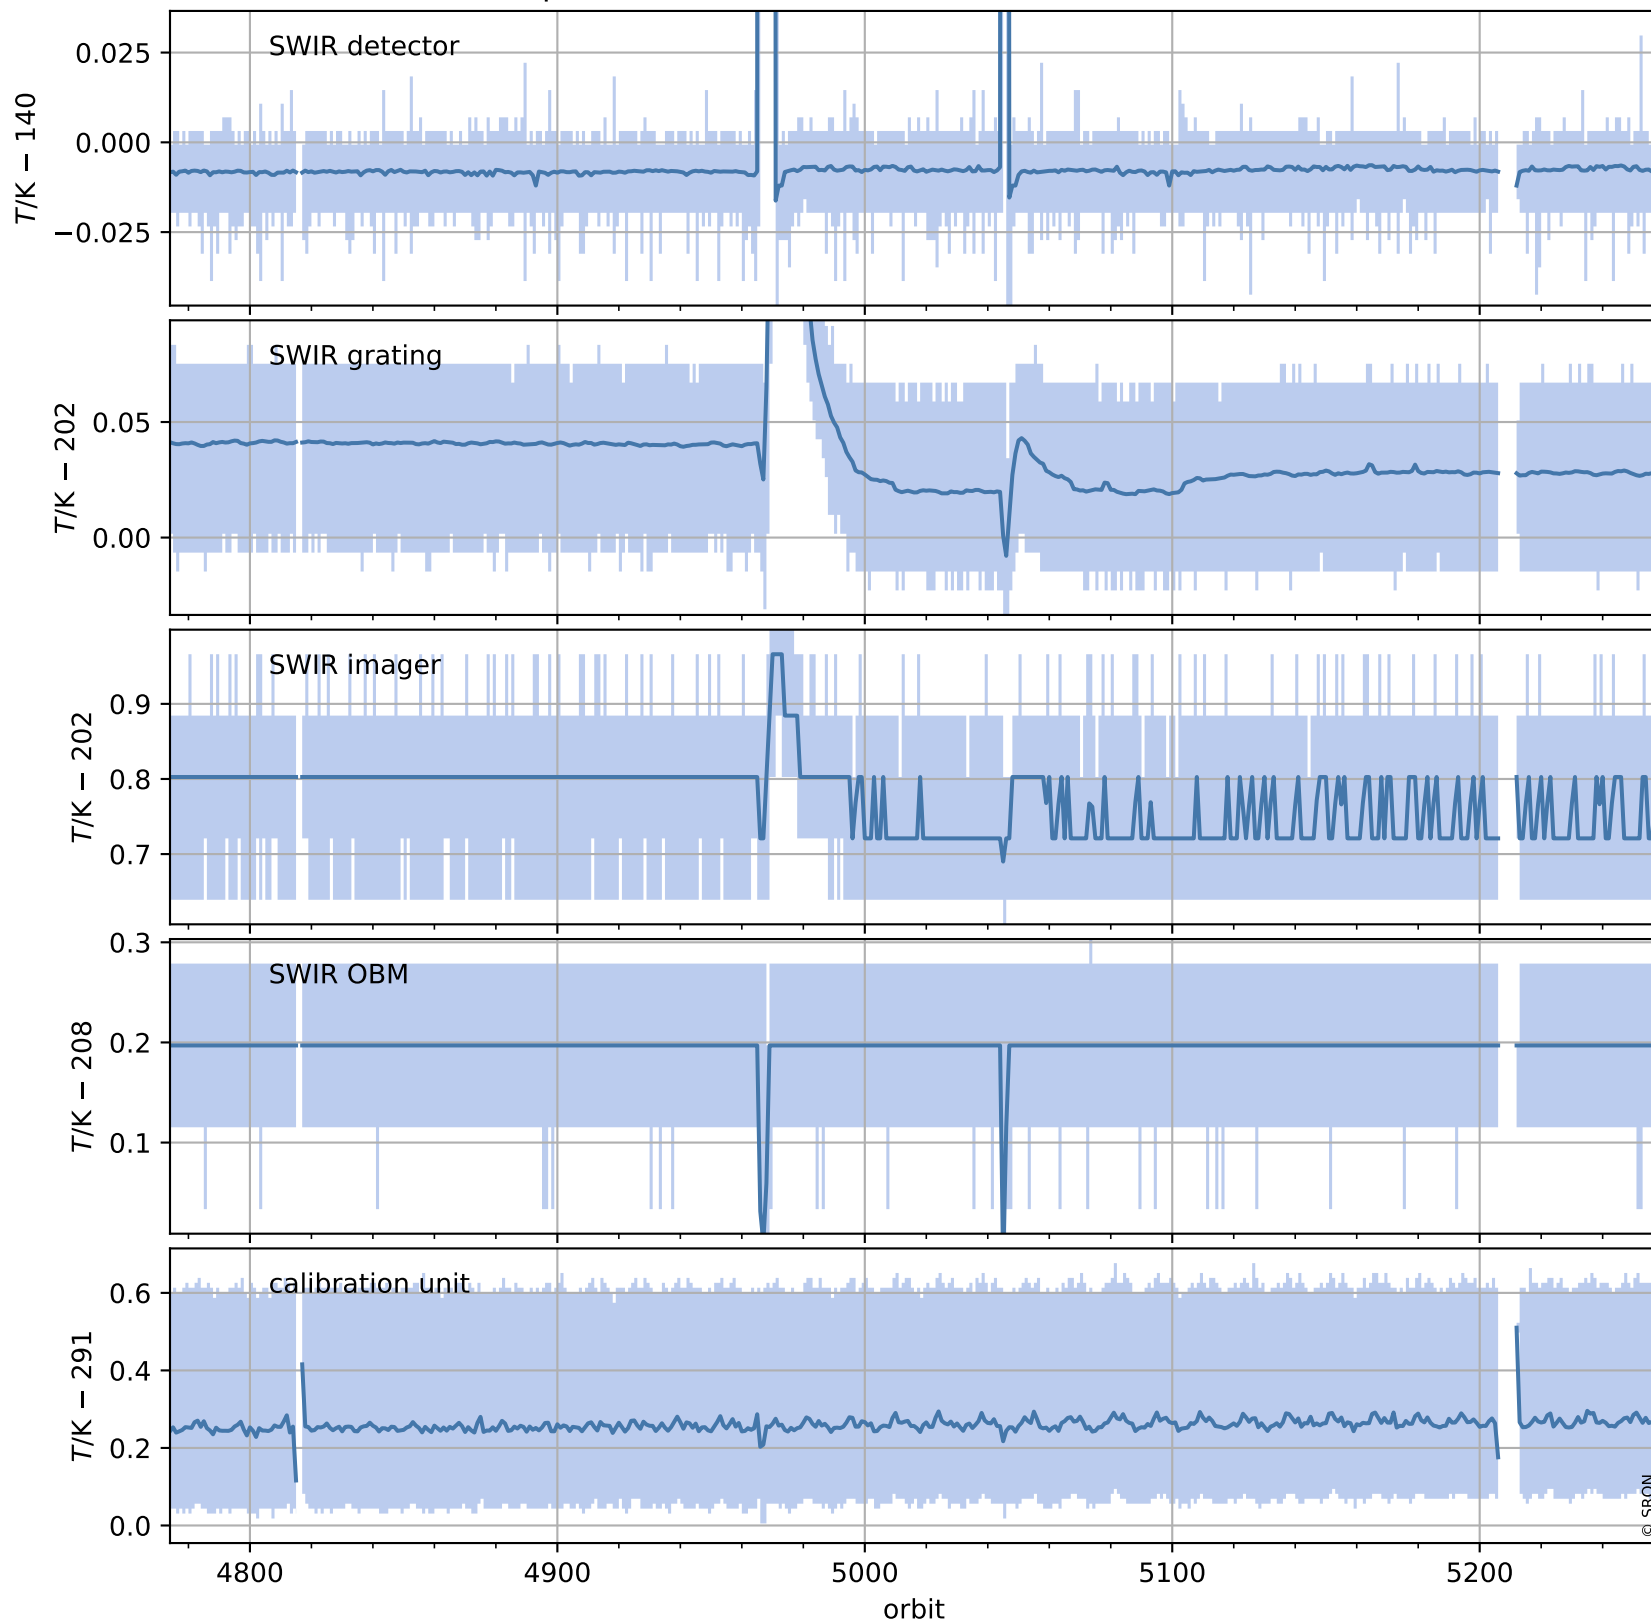 SWIR detector
0.025
0.000
−0.025
T/K − 140
SWIR grating
0.05
0.00
T/K − 202
SWIR imager
0.9
0.8
0.7
T/K − 202
SWIR OBM
0.3
0.2
0.1
T/K − 208
calibration unit
0.6
0.4
0.2
0.0
T/K − 291
4800 4900 5000 5100 5200
orbit
© SRON